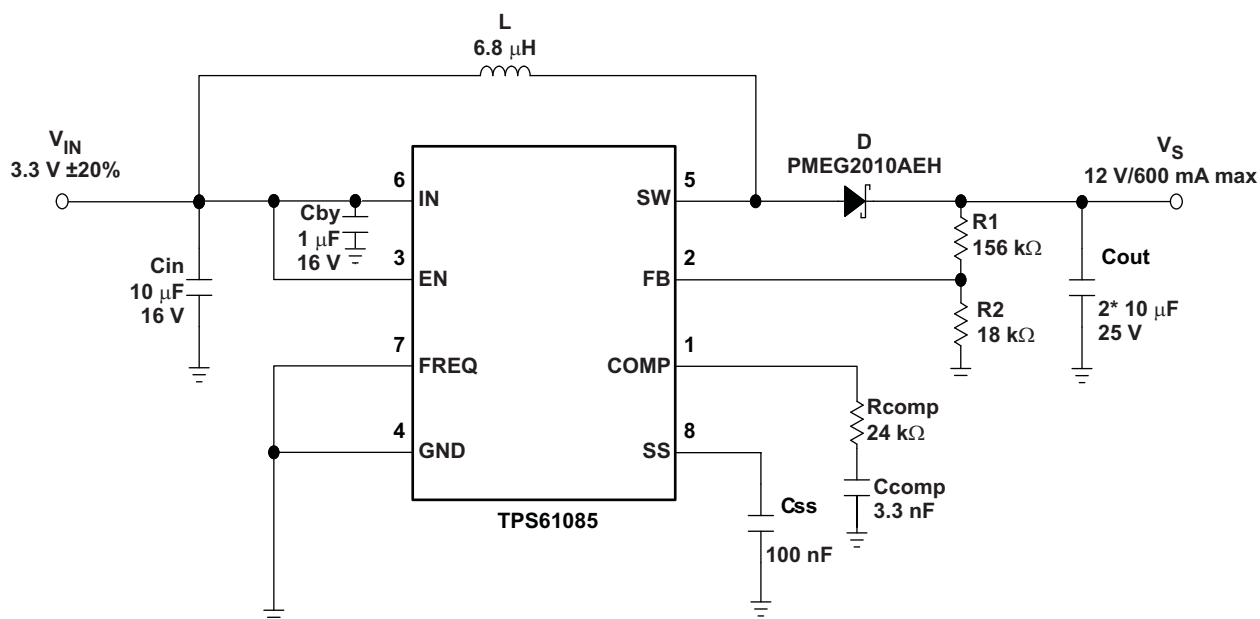 L
6.8 μH
V_IN
3.3 V ±20%
D
PMEG2010AEH
V_S
12 V/600 mA max
6
IN
5
SW
Cby
1 μF
16 V
R1
156 kΩ
Cin
10 μF
16 V
3
EN
2
FB
Cout
2* 10 μF
25 V
R2
18 kΩ
7
FREQ
1
COMP
Rcomp
24 kΩ
4
GND
8
SS
Ccomp
3.3 nF
Css
100 nF
TPS61085